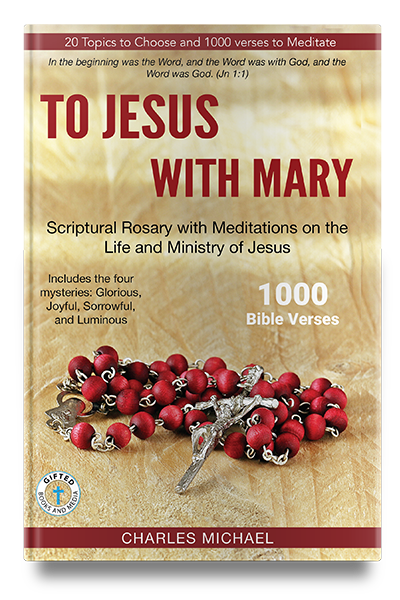 20 Topics to Choose and 1000 verses to Meditate
In the beginning was the Word, and the Word was with God, and the
Word was God. (Jn 1:1)
TO JESUS
WITH MARY
Scriptural Rosary with Meditations on the
Life and Ministry of Jesus
Includes the four
mysteries: Glorious,
Joyful, Sorrowful,
and Luminous
1000
Bible Verses
GIFTED
BOOKS AND MEDIA
CHARLES MICHAEL